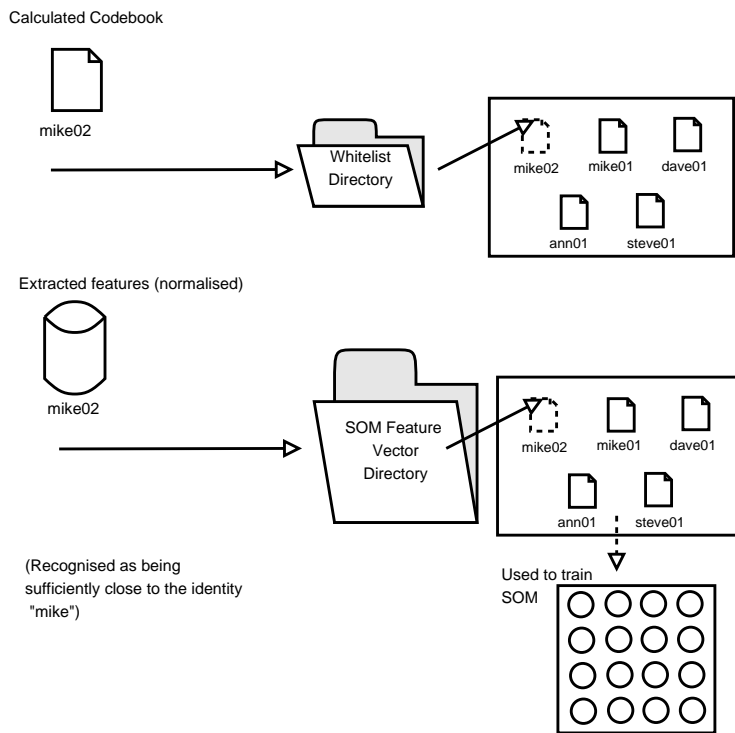 Calculated Codebook
mike02
Whitelist
Directory
mike02
mike01
dave01
ann01
steve01
Extracted features (normalised)
mike02
SOM Feature
Vector
Directory
mike02
mike01
dave01
ann01
steve01
(Recognised as being
sufficiently close to the identity
"mike")
Used to train
SOM